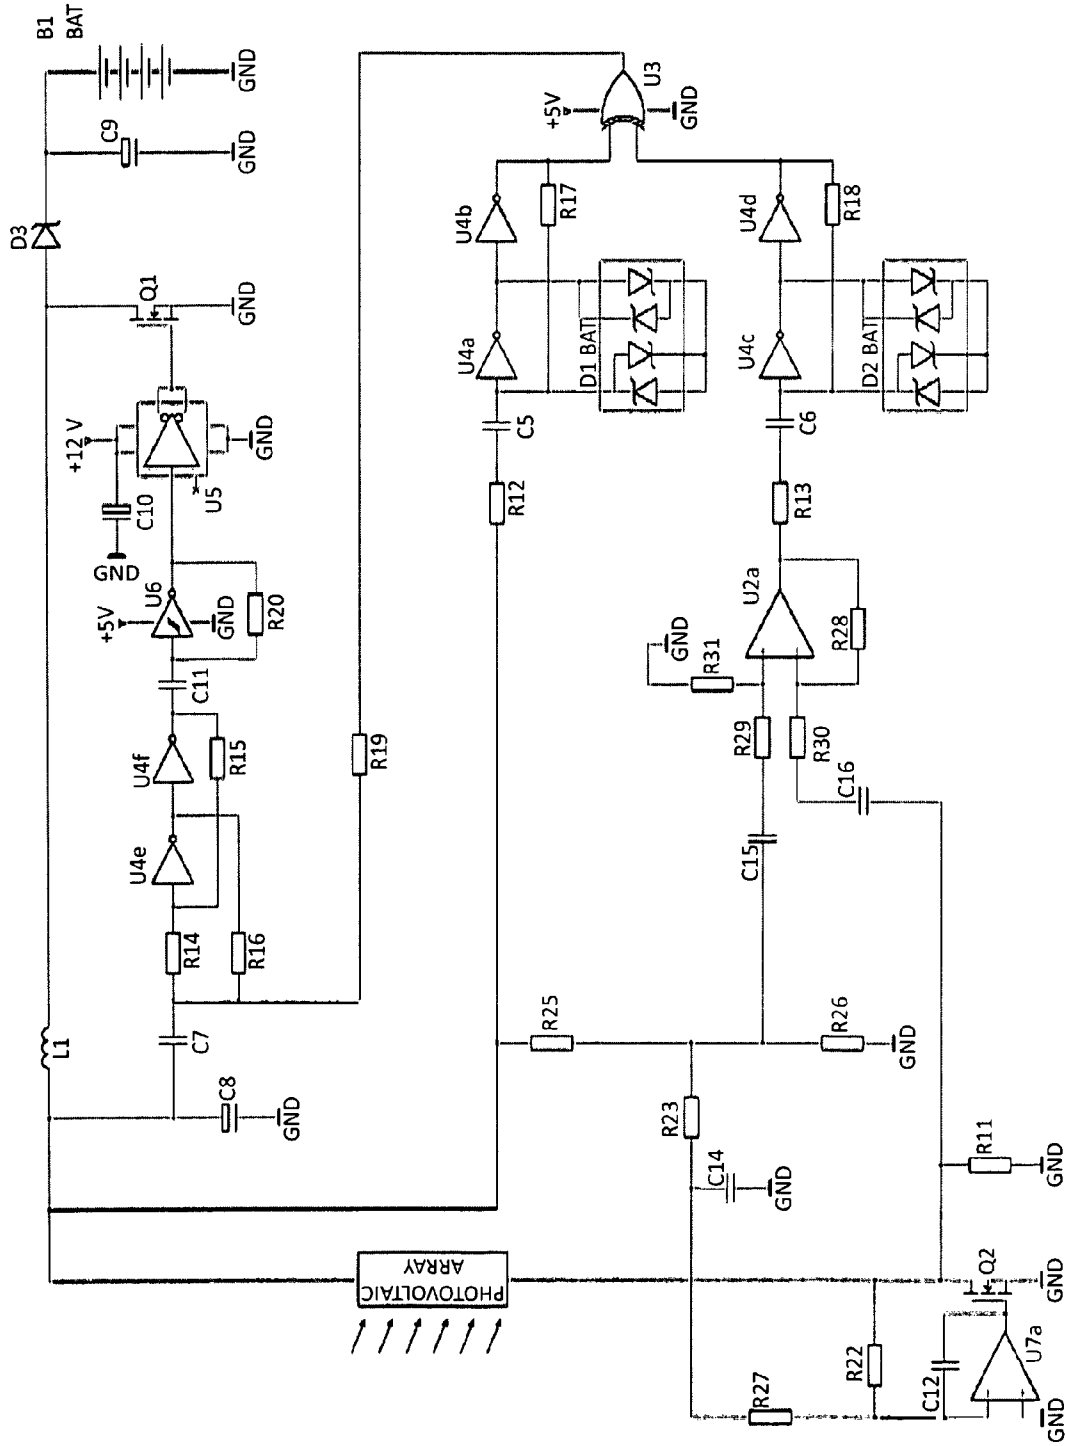 B1
BAT
GND
C9
GND
D3
Q1
GND
+12 V
C10
GND
U5
GND
U6
+5V
GND
R20
C11
U4f
R15
U4e
R14
R16
L1
C7
C8
GND
R19
U3
+5V
GND
U4b
R17
U4a
D1 BAT
C5
R12
U4d
R18
U4c
D2 BAT
C6
R13
U2a
GND
R31
R28
R29
R30
C16
C15
R25
R26
GND
R23
C14
GND
R11
GND
PHOTOVOLTAIC
ARRAY
Q2
GND
R22
R27
C12
U7a
GND